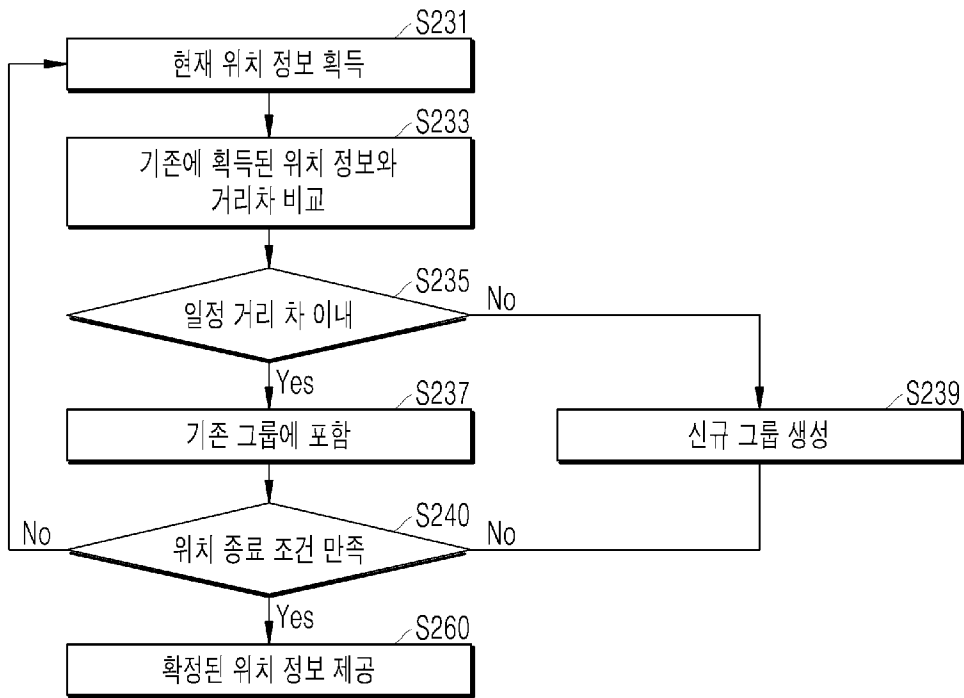 S231
현재 위치 정보 획득
S233
기존에 획득된 위치 정보와
거리차 비교
S235
일정 거리 차 이내
No
Yes
S237
기존 그룹에 포함
S239
신규 그룹 생성
S240
위치 종료 조건 만족
No
No
Yes
S260
확정된 위치 정보 제공